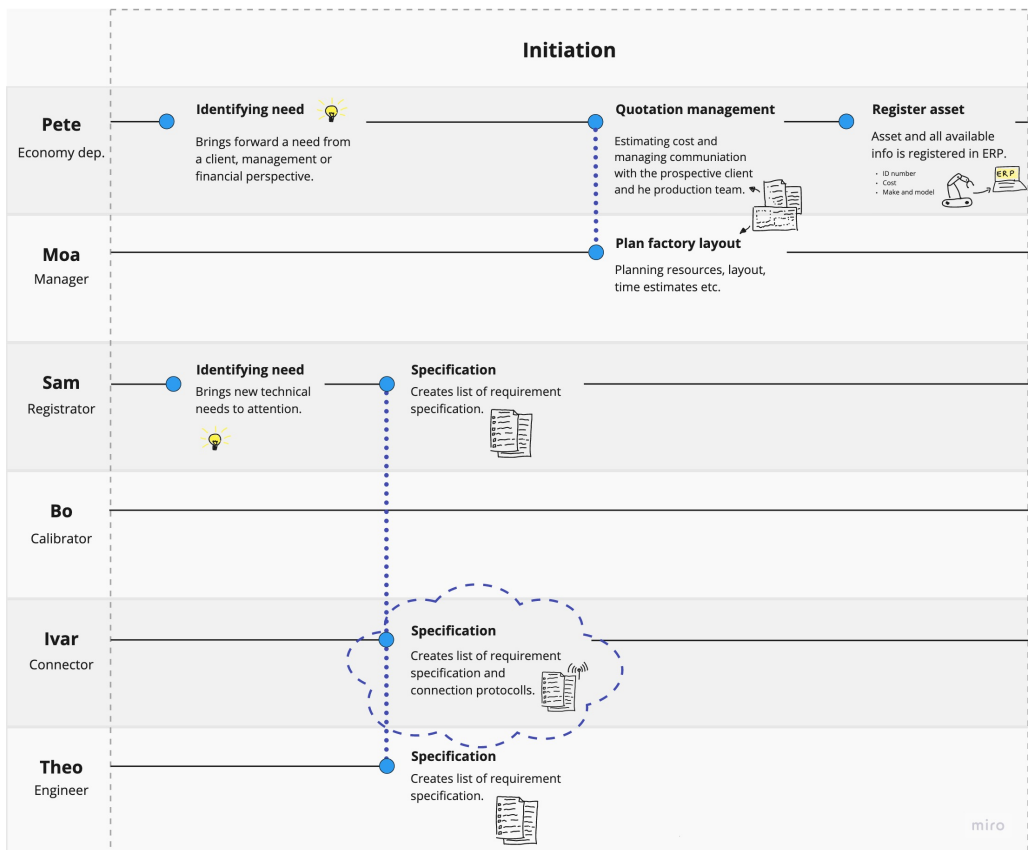 Initiation
Pete
Economy dep.
Identifying need
Brings forward a need from
a client, management or
financial perspective.
Quotation management
Estimating cost and
managing communiation
with the prospective client
and he production team.
Register asset
Asset and all available
info is registered in ERP.
• ID number
• Cost
• Make and model
ERP
Moa
Manager
Plan factory layout
Planning resources, layout,
time estimates etc.
Sam
Registrator
Identifying need
Brings new technical
needs to attention.
Specification
Creates list of requirement
specification.
Bo
Calibrator
Ivar
Connector
Specification
Creates list of requirement
specification and
connection protocolls.
Theo
Engineer
Specification
Creates list of requirement
specification.
miro